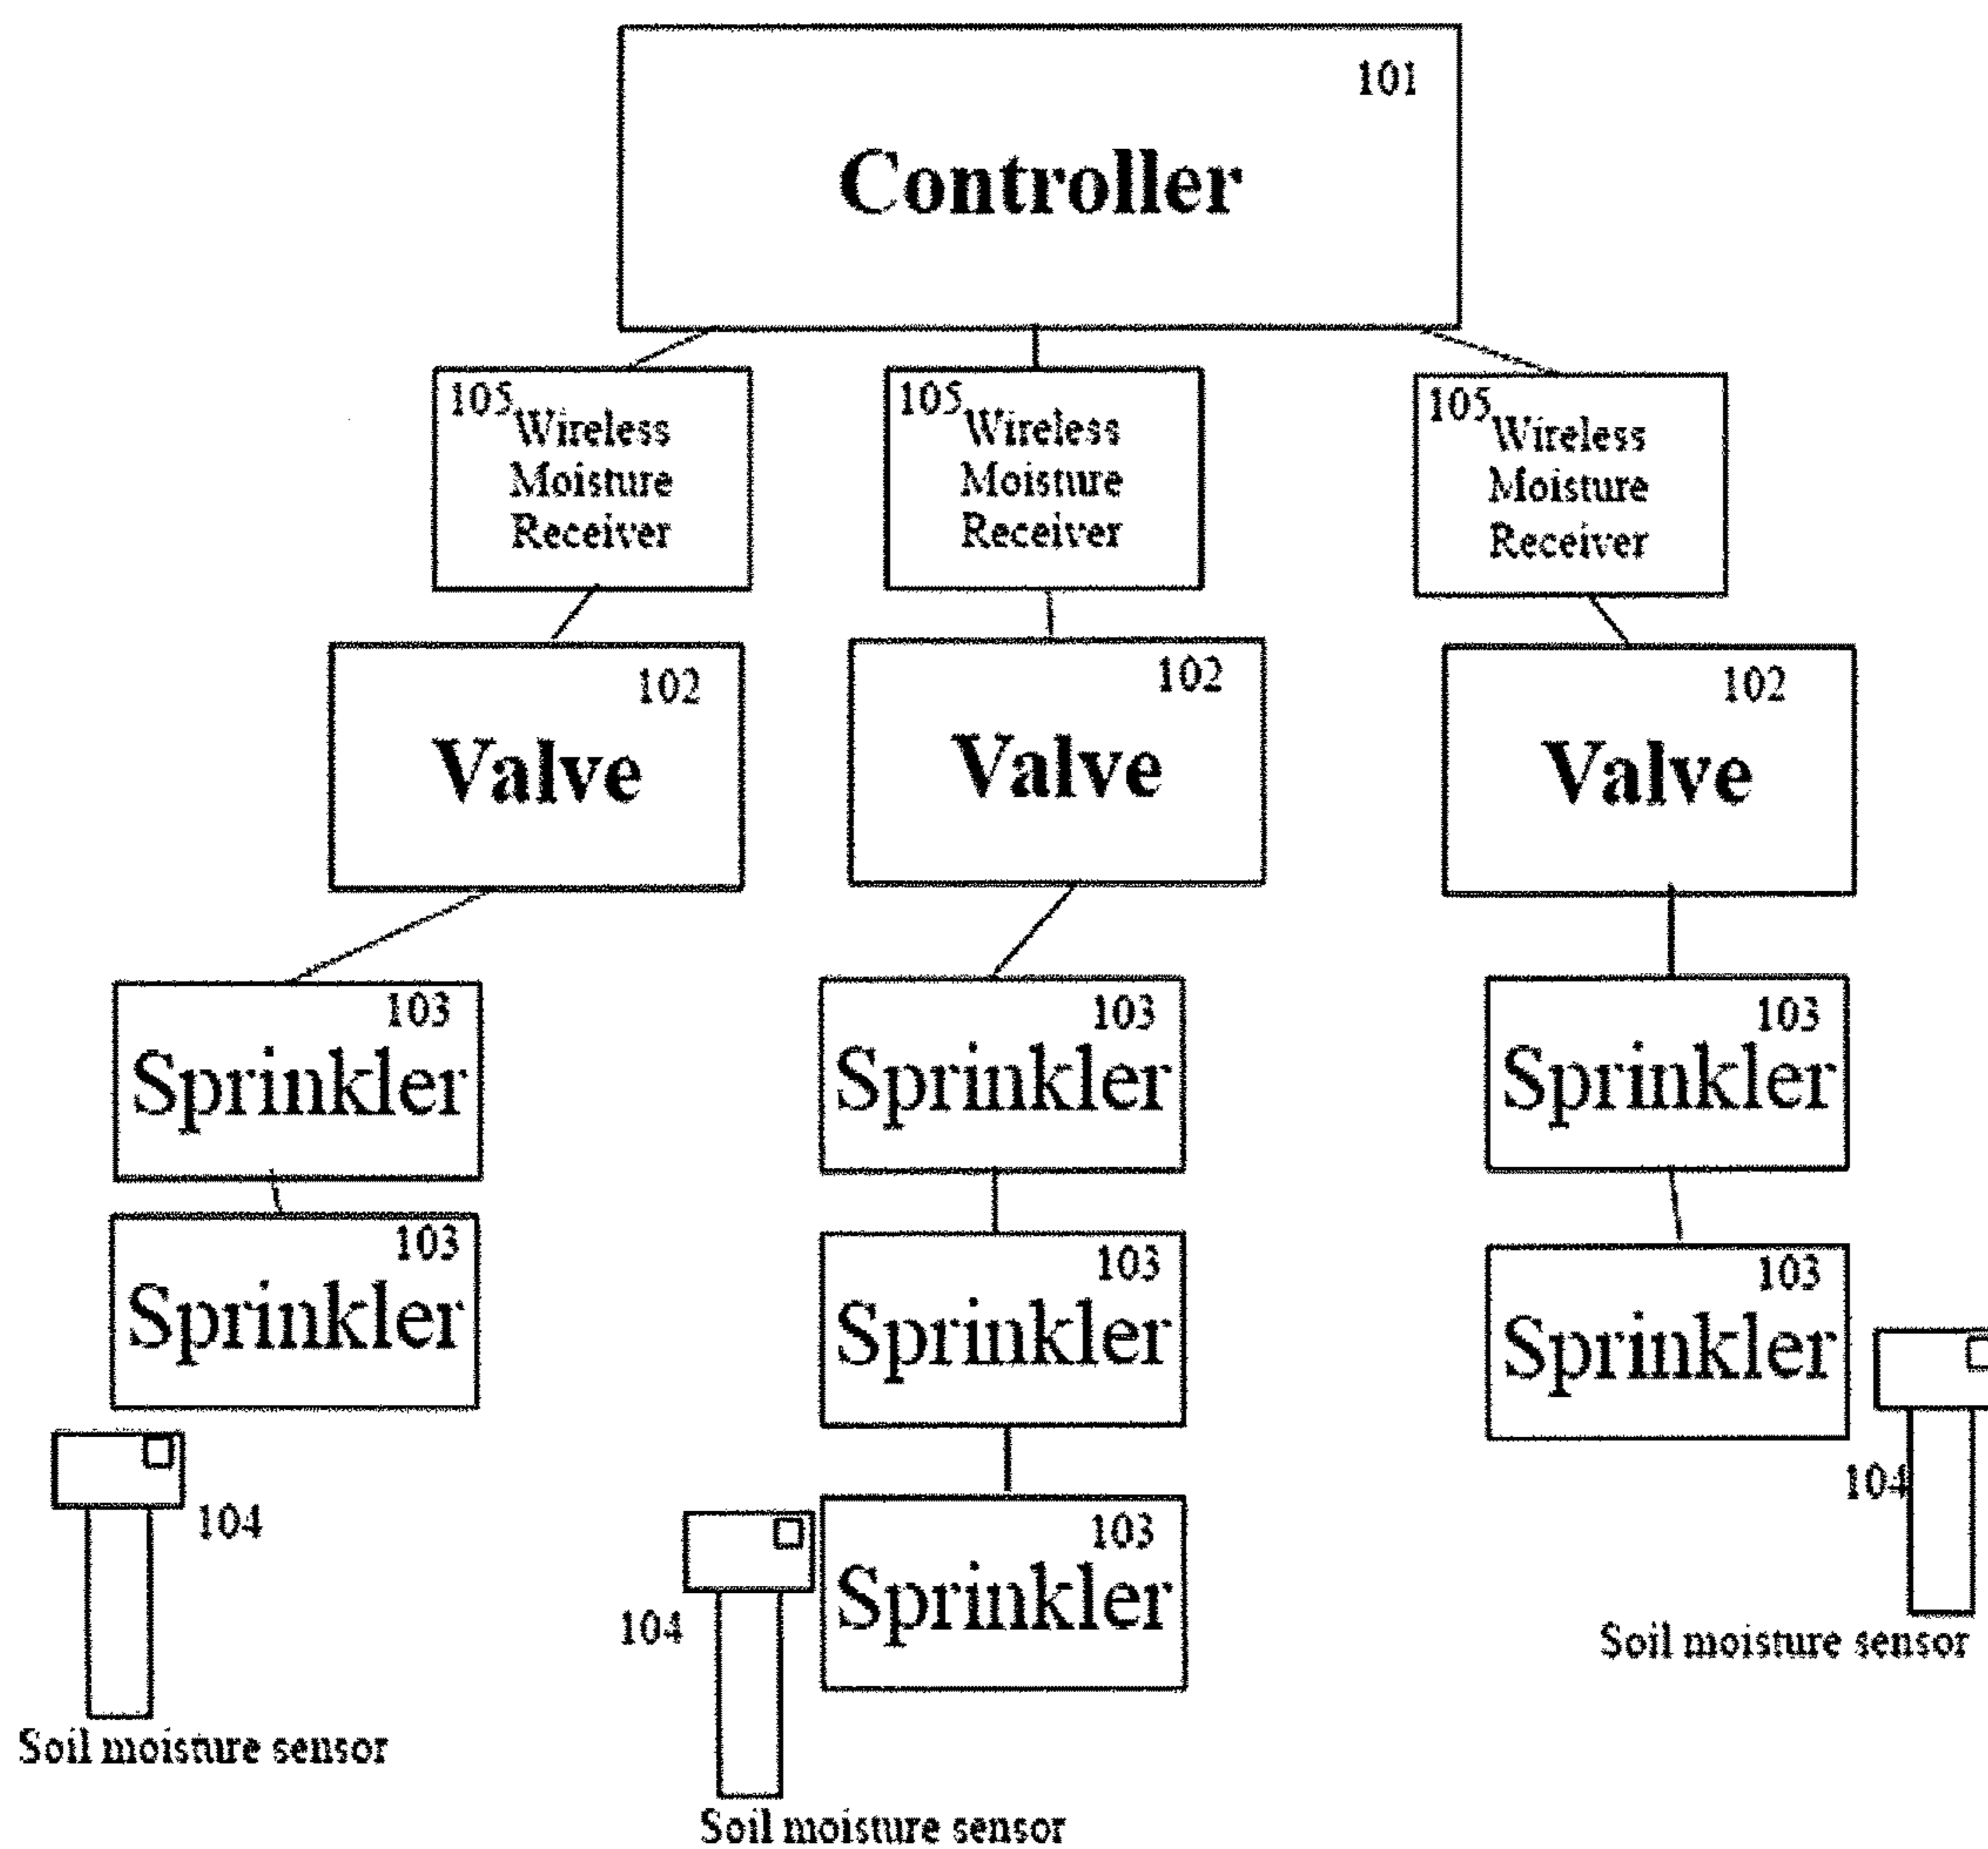 101
Controller
105
Wireless
Moisture
Receiver
105
Wireless
Moisture
Receiver
105
Wireless
Moisture
Receiver
102
Valve
102
Valve
102
Valve
103
Sprinkler
103
Sprinkler
103
Sprinkler
103
Sprinkler
103
Sprinkler
103
Sprinkler
104
Soil moisture sensor
103
Sprinkler
104
Soil moisture sensor
104
Soil moisture sensor